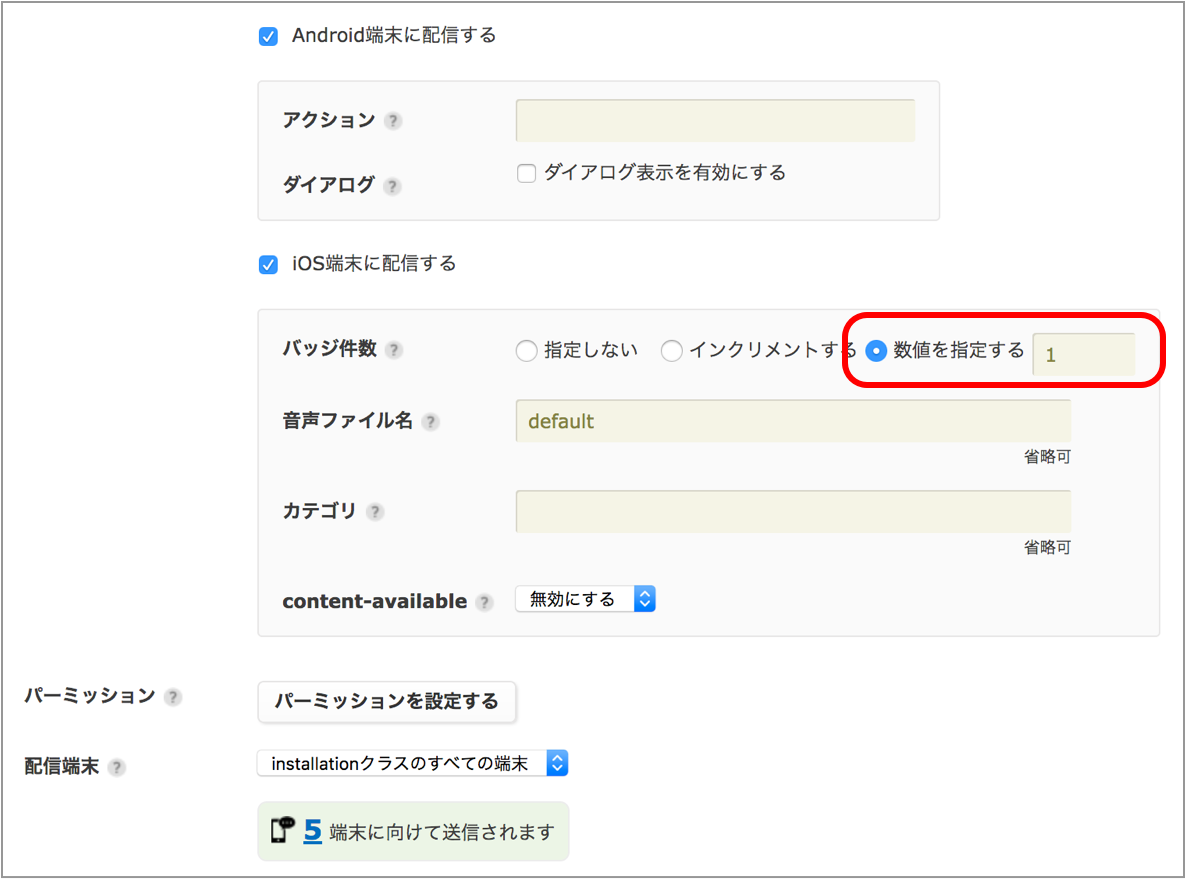 Android端末に配信する
アクション ?
ダイアログ ? ダイアログ表示を有効にする
iOS端末に配信する
バッジ件数 ? 指定しない インクリメントする 数値を指定する 1
音声ファイル名 ? default
省略可
カテゴリ ?
省略可
content-available ? 無効にする
パーミッション ? パーミッションを設定する
配信端末 ? installationクラスのすべての端末
5 端末に向けて送信されます